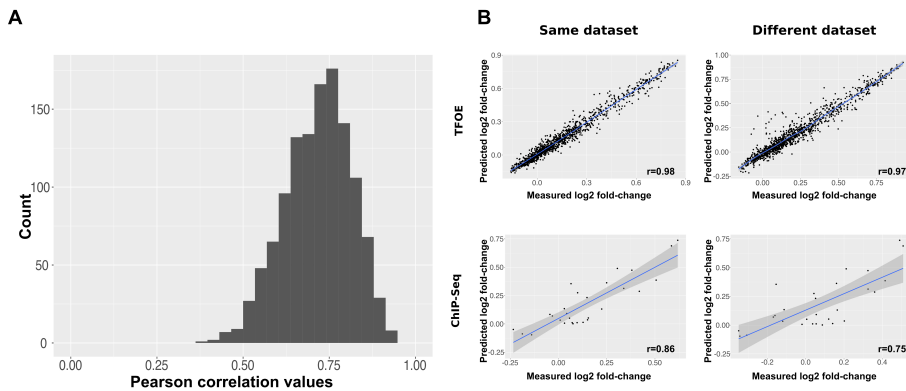 A
B
Same dataset
Different dataset
150
100
50
0
0.00
0.25
0.50
0.75
1.00
Count
Pearson correlation values
TFOE
Predicted log2 fold-change
0.9
0.6
0.3
0.0
0.0
0.3
0.6
0.9
r=0.98
Measured log2 fold-change
Predicted log2 fold-change
1.00
0.75
0.50
0.25
0.00
-0.25
0.00
0.25
0.50
0.75
r=0.97
Measured log2 fold-change
ChIP-Seq
Predicted log2 fold-change
0.75
0.50
0.25
0.00
-0.25
-0.25
0.00
0.25
0.50
r=0.86
Measured log2 fold-change
Predicted log2 fold-change
0.75
0.50
0.25
0.00
-0.25
-0.2
0.0
0.2
0.4
r=0.75
Measured log2 fold-change